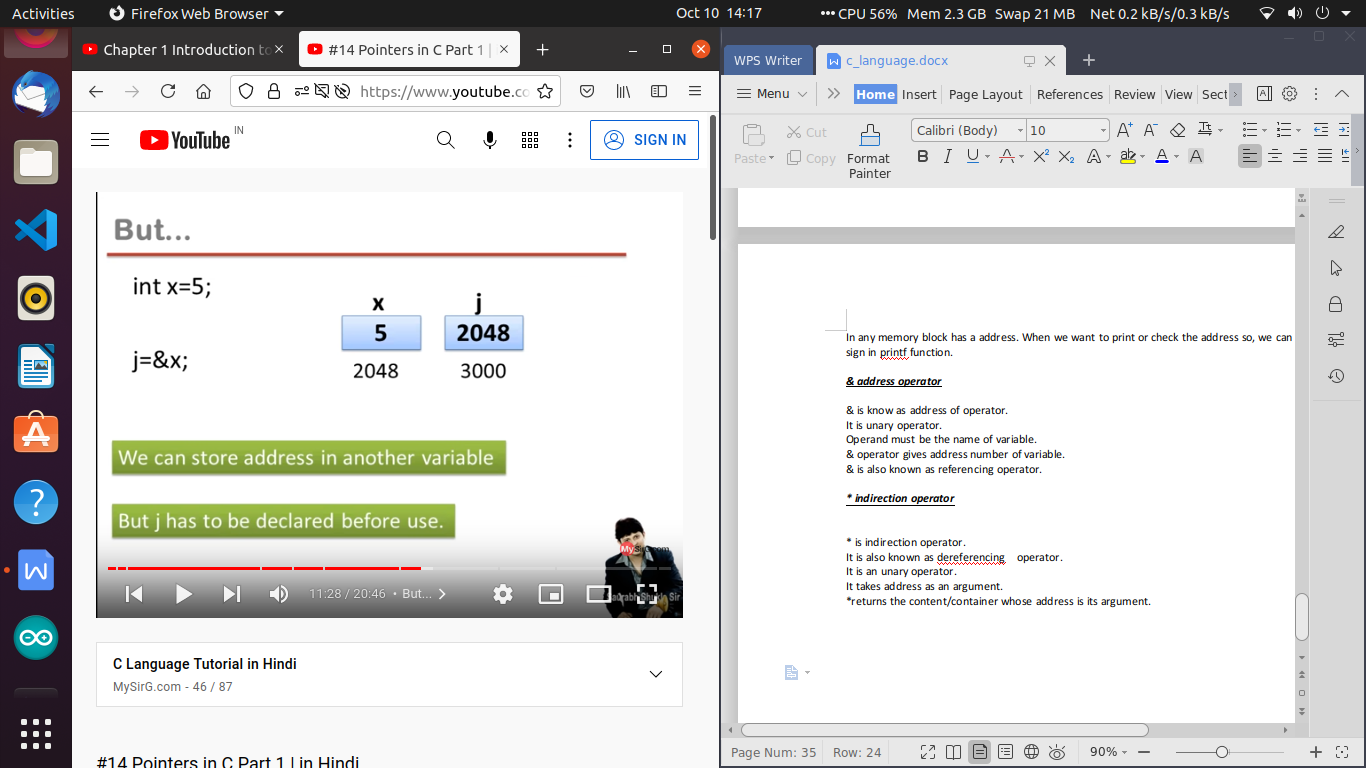 Activities
Firefox Web Browser
Oct 10 14:17
•••CPU 56% Mem 2.3 GB Swap 21 MB Net 0.2 kB/s/0.3 kB/s
Chapter 1 Introduction to
#14 Pointers in C Part 1 |
https://www.youtube.co
YouTube
IN
SIGN IN
But...
int x=5;
x
j
5
2048
j=&x;
2048
3000
We can store address in another variable
But j has to be declared before use.
MySirG.com
Saurabh Shukla Sir
11:28 / 20:46 • But...
C Language Tutorial in Hindi
MySirG.com - 46 / 87
#14 Pointers in C Part 1 | in Hindi
WPS Writer
c_language.docx
Menu
Home
Insert
Page Layout
References
Review
View
Sect
Paste
Cut
Copy
Format
Painter
Calibri (Body)
10
In any memory block has a address. When we want to print or check the address so, we can
sign in printf function.
& address operator
& is know as address of operator.
It is unary operator.
Operand must be the name of variable.
& operator gives address number of variable.
& is also known as referencing operator.
* indirection operator
* is indirection operator.
It is also known as dereferencing operator.
It is an unary operator.
It takes address as an argument.
*returns the content/container whose address is its argument.
Page Num: 35
Row: 24
90%